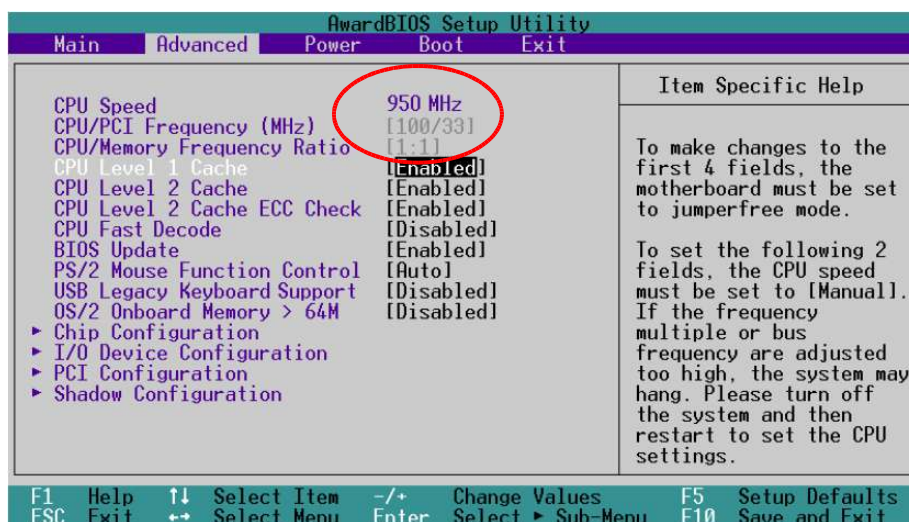 AwardBIOS Setup Utility
Main Advanced Power Boot Exit
CPU Speed 950 MHz
CPU/PCI Frequency (MHz) [100/33]
CPU/Memory Frequency Ratio [1:1]
CPU Level 1 Cache [Enabled]
CPU Level 2 Cache [Enabled]
CPU Level 2 Cache ECC Check [Enabled]
CPU Fast Decode [Disabled]
BIOS Update [Enabled]
PS/2 Mouse Function Control [Auto]
USB Legacy Keyboard Support [Disabled]
OS/2 Onboard Memory > 64M [Disabled]
► Chip Configuration
► I/O Device Configuration
► PCI Configuration
► Shadow Configuration
Item Specific Help
To make changes to the
first 4 fields, the
motherboard must be set
to jumperfree mode.
To set the following 2
fields, the CPU speed
must be set to [Manual].
If the frequency
multiple or bus
frequency are adjusted
too high, the system may
hang. Please turn off
the system and then
restart to set the CPU
settings.
F1 Help ↑↓ Select Item -/+ Change Values F5 Setup Defaults
ESC Exit ←→ Select Menu Enter Select ► Sub-Menu F10 Save and Exit